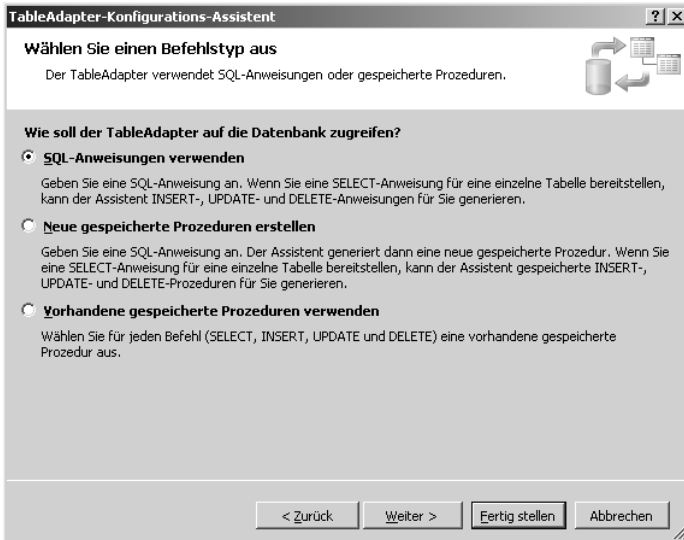 TableAdapter-Konfigurations-Assistent
Wählen Sie einen Befehlstyp aus
Der TableAdapter verwendet SQL-Anweisungen oder gespeicherte Prozeduren.
Wie soll der TableAdapter auf die Datenbank zugreifen?
SQL-Anweisungen verwenden
Geben Sie eine SQL-Anweisung an. Wenn Sie eine SELECT-Anweisung für eine einzelne Tabelle bereitstellen,
kann der Assistent INSERT-, UPDATE- und DELETE-Anweisungen für Sie generieren.
Neue gespeicherte Prozeduren erstellen
Geben Sie eine SQL-Anweisung an. Der Assistent generiert dann eine neue gespeicherte Prozedur. Wenn Sie
eine SELECT-Anweisung für eine einzelne Tabelle bereitstellen, kann der Assistent gespeicherte INSERT-,
UPDATE- und DELETE-Prozeduren für Sie generieren.
Vorhandene gespeicherte Prozeduren verwenden
Wählen Sie für jeden Befehl (SELECT, INSERT, UPDATE und DELETE) eine vorhandene gespeicherte
Prozedur aus.
< Zurück Weiter > Fertig stellen Abbrechen